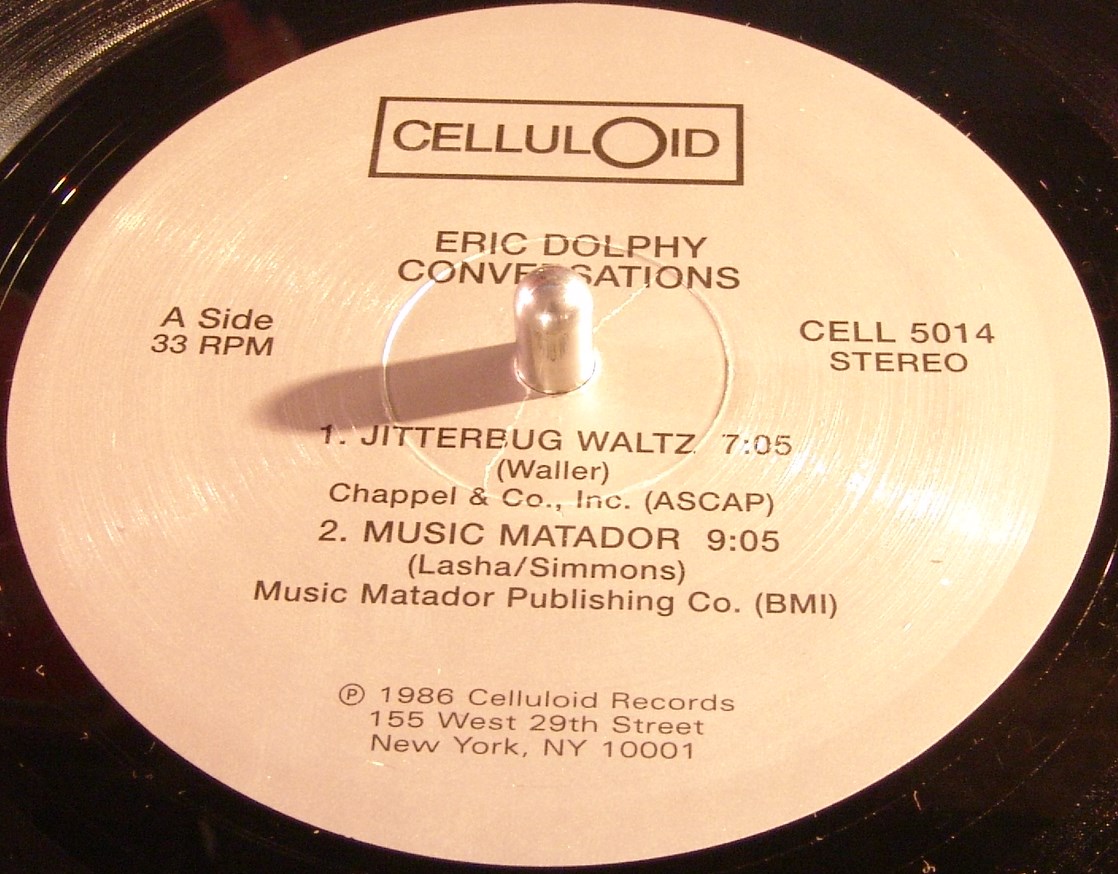 CELLULOID
ERIC DOLPHY
CONVERSATIONS
A Side
33 RPM
CELL 5014
STEREO
1. JITTERBUG WALTZ 7:05
(Waller)
Chappel & Co., Inc. (ASCAP)
2. MUSIC MATADOR 9:05
(Lasha/Simmons)
Music Matador Publishing Co. (BMI)
℗ 1986 Celluloid Records
155 West 29th Street
New York, NY 10001